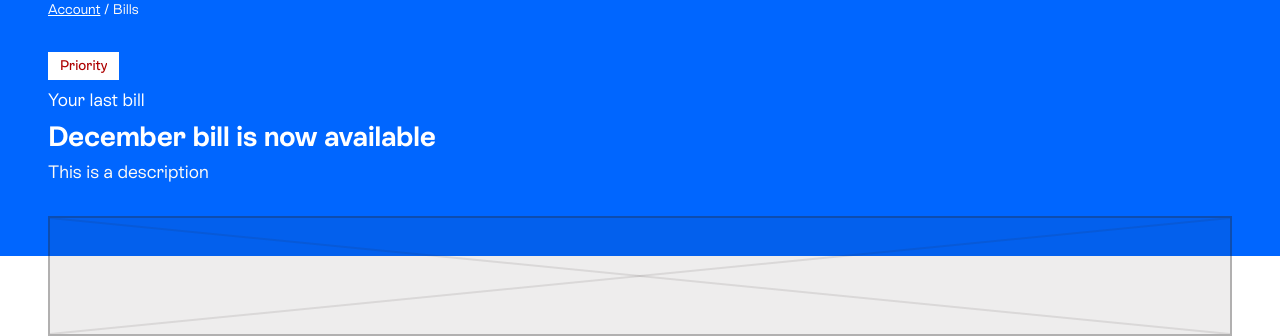 Account / Bills
Priority
Your last bill
December bill is now available
This is a description